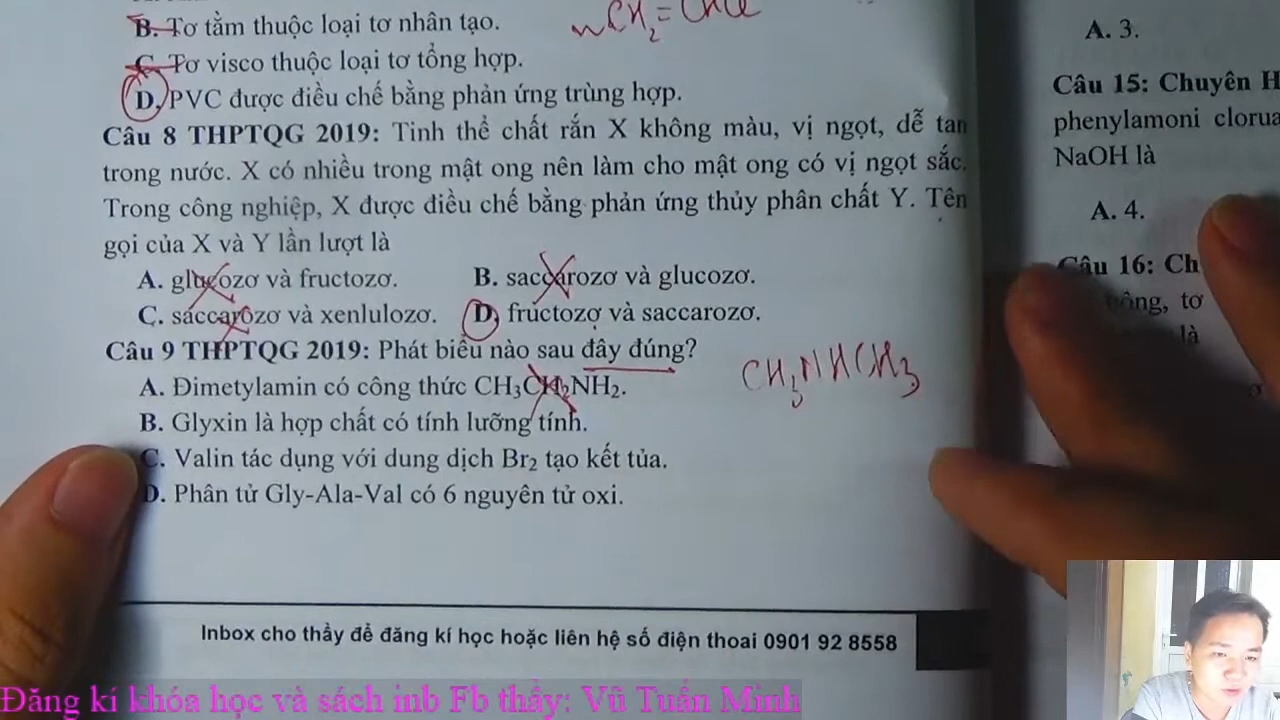 B. Tơ tằm thuộc loại tơ nhân tạo.
CH2=
C. Tơ visco thuộc loại tơ tổng hợp.
D. PVC được điều chế bằng phản ứng trùng hợp.
Câu 8 THPTQG 2019: Tinh thể chất rắn X không màu, vị ngọt, dễ tan
trong nước. X có nhiều trong mật ong nên làm cho mật ong có vị ngọt sắc.
Trong công nghiệp, X được điều chế bằng phản ứng thủy phân chất Y. Tên
gọi của X và Y lần lượt là
A. glucozơ và fructozơ. B. saccarozơ và glucozơ.
C. saccarozơ và xenlulozơ. D. fructozơ và saccarozơ.
Câu 9 THPTQG 2019: Phát biểu nào sau đây đúng?
A. Đimetylamin có công thức CH3CH2NH2.
CH3NHCH3
B. Glyxin là hợp chất có tính lưỡng tính.
C. Valin tác dụng với dung dịch Br2 tạo kết tủa.
D. Phân tử Gly-Ala-Val có 6 nguyên tử oxi.
Inbox cho thầy để đăng kí học hoặc liên hệ số điện thoai 0901 92 8558
A. 3.
Câu 15: Chuyên H
phenylamoni clorua
NaOH là
A. 4.
Câu 16: Ch
bông, tơ
là
Đăng kí khóa học và sách inb Fb thầy: Vũ Tuấn Minh